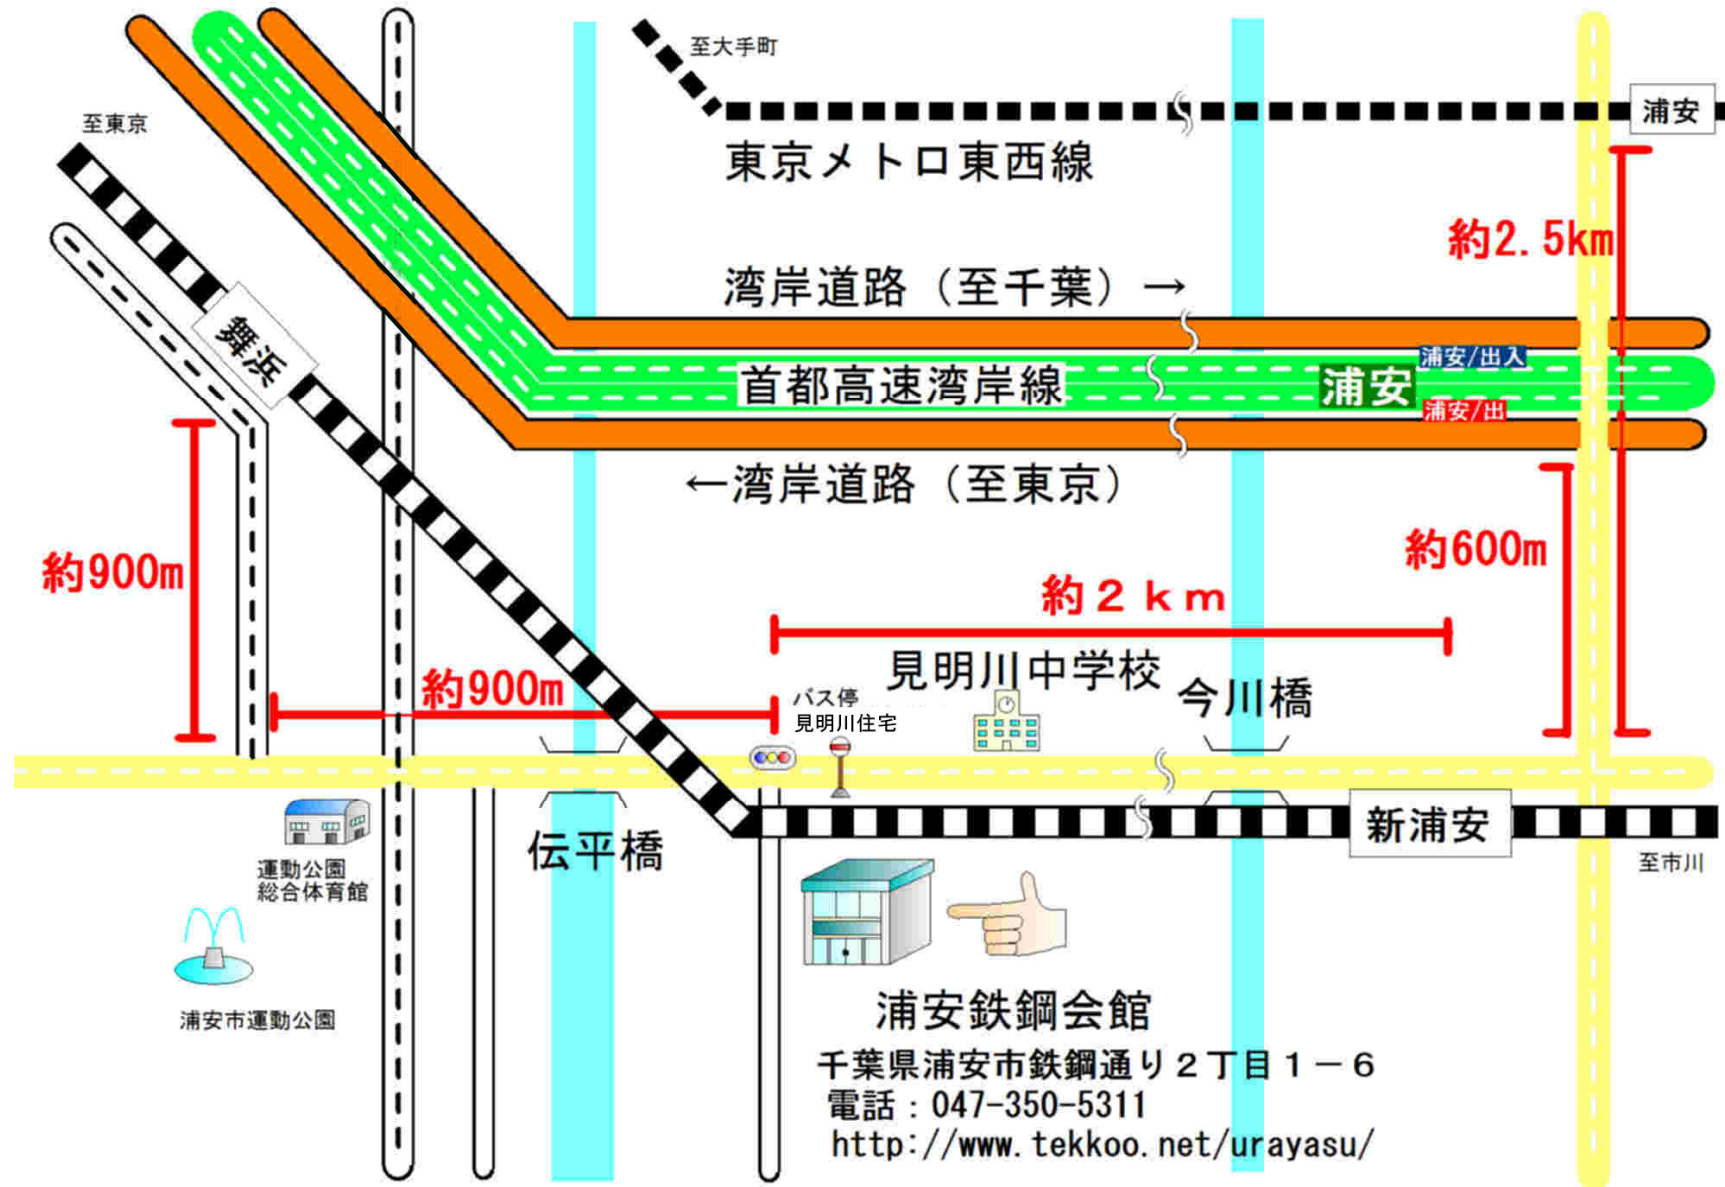 至大手町
浦安
至東京
東京メトロ東西線
約2.5km
湾岸道路（至千葉）→
舞浜
浦安/出入
首都高速湾岸線
浦安
浦安/出
←湾岸道路（至東京）
約900m
約600m
約２ｋｍ
見明川中学校
約900m
バス停
見明川住宅
今川橋
新浦安
伝平橋
至市川
運動公園
総合体育館
浦安市運動公園
浦安鉄鋼会館
千葉県浦安市鉄鋼通り２丁目１－６
電話：047-350-5311
http://www.tekkoo.net/urayasu/